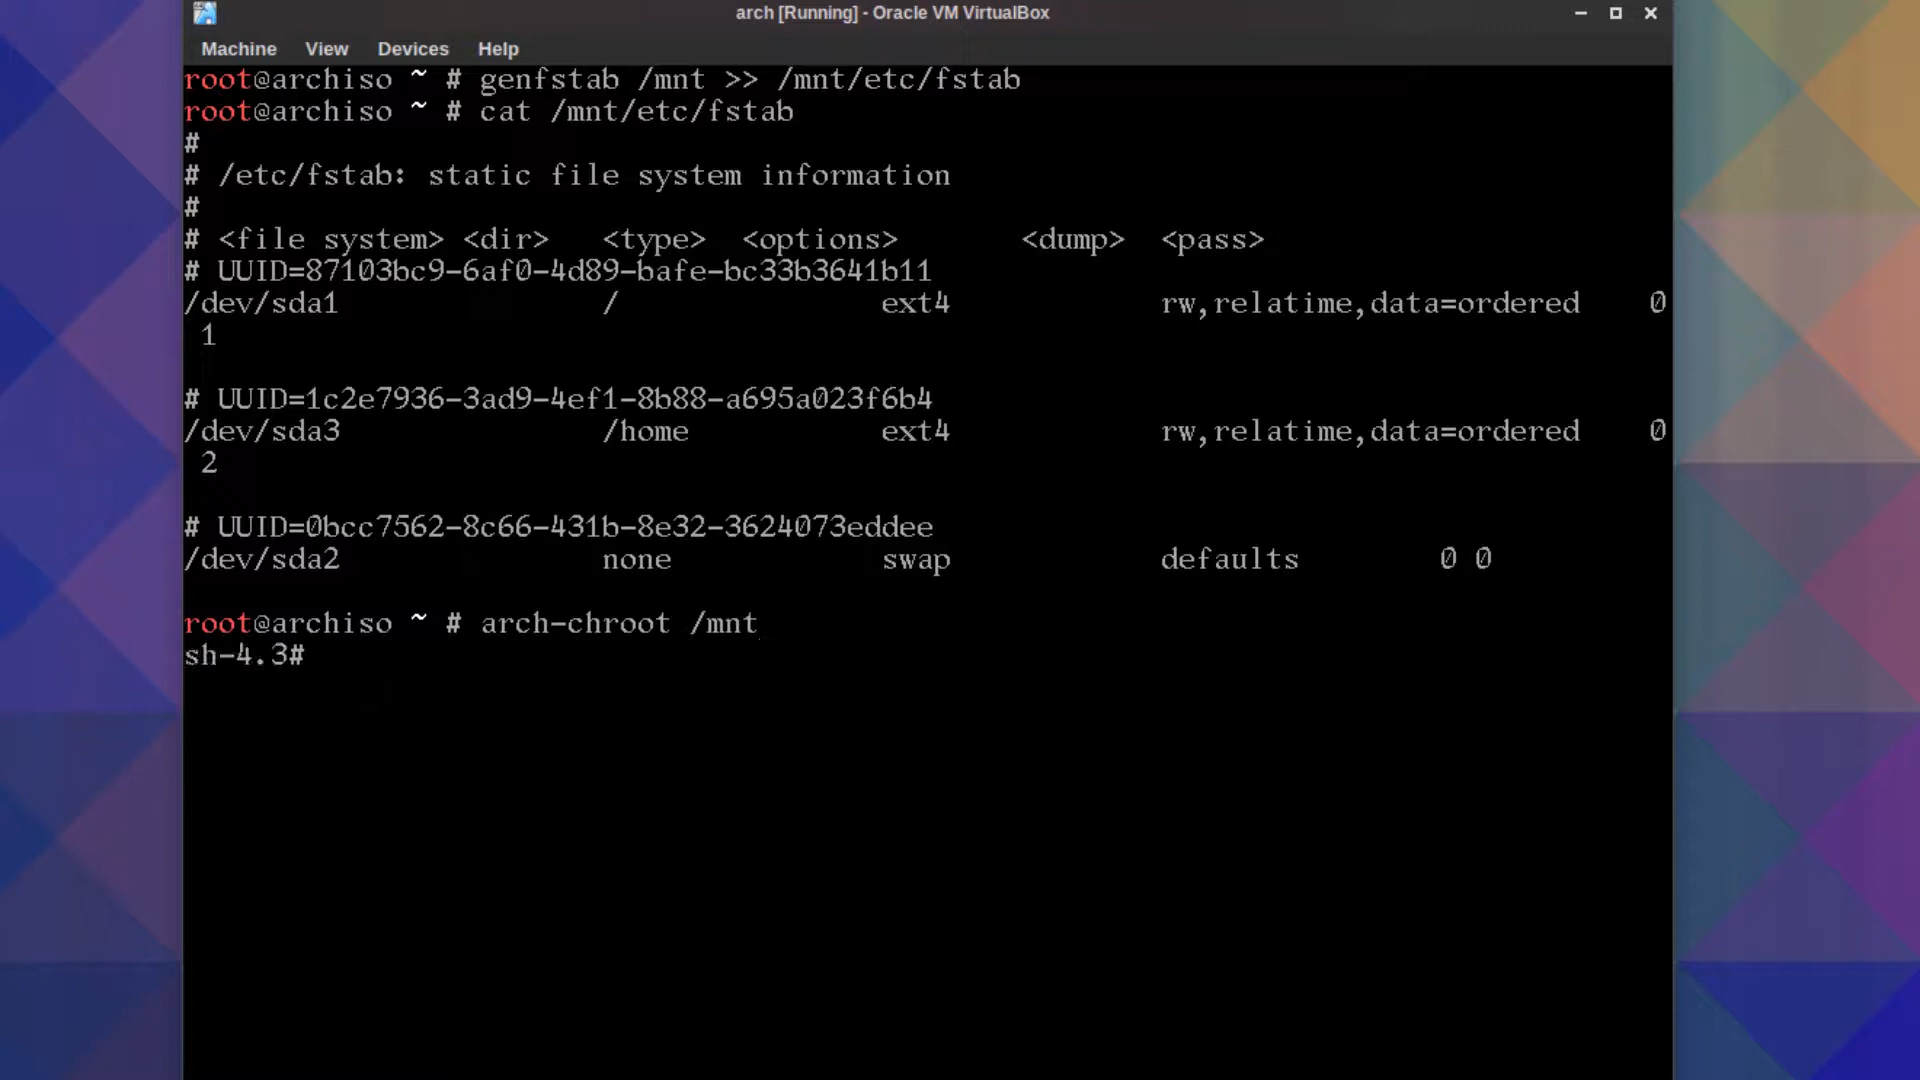 arch [Running] - Oracle VM VirtualBox
Machine View Devices Help
root@archiso ~ # genfstab /mnt >> /mnt/etc/fstab
root@archiso ~ # cat /mnt/etc/fstab
#
# /etc/fstab: static file system information
#
# <file system> <dir> <type> <options> <dump> <pass>
# UUID=87103bc9-6af0-4d89-bafe-bc33b3641b11
/dev/sda1 / ext4 rw,relatime,data=ordered 0
1
# UUID=1c2e7936-3ad9-4ef1-8b88-a695a023f6b4
/dev/sda3 /home ext4 rw,relatime,data=ordered 0
2
# UUID=0bcc7562-8c66-431b-8e32-3624073eddee
/dev/sda2 none swap defaults 0 0
root@archiso ~ # arch-chroot /mnt
sh-4.3#